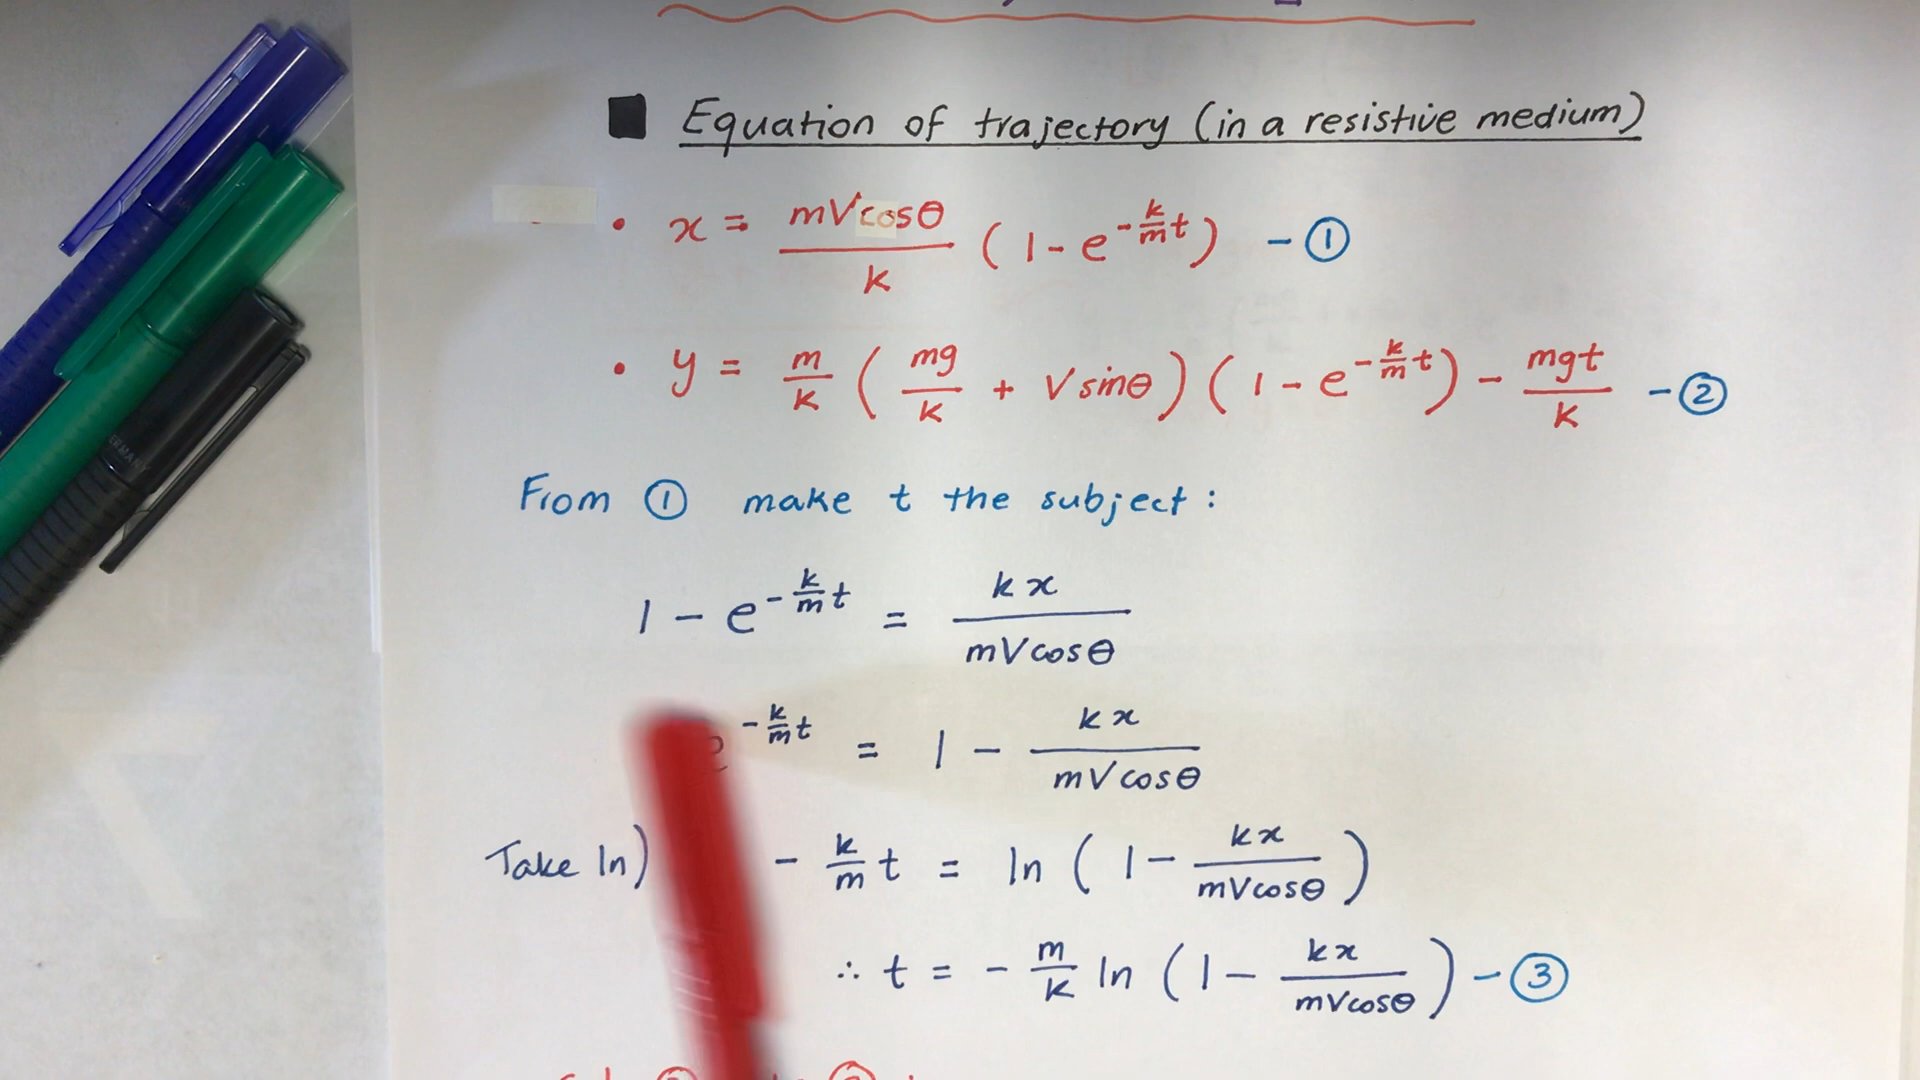 ■ Equation of trajectory (in a resistive medium)
• x = mVcosθ/k (1 - e^(-k/m t)) - ①
• y = m/k (mg/k + V sinθ)(1 - e^(-k/m t)) - mgt/k - ②
From ① make t the subject:
1 - e^(-k/m t) = kx/mVcosθ
e^(-k/m t) = 1 - kx/mVcosθ
Take ln) - k/m t = ln (1 - kx/mVcosθ)
∴ t = - m/k ln (1 - kx/mVcosθ) - ③